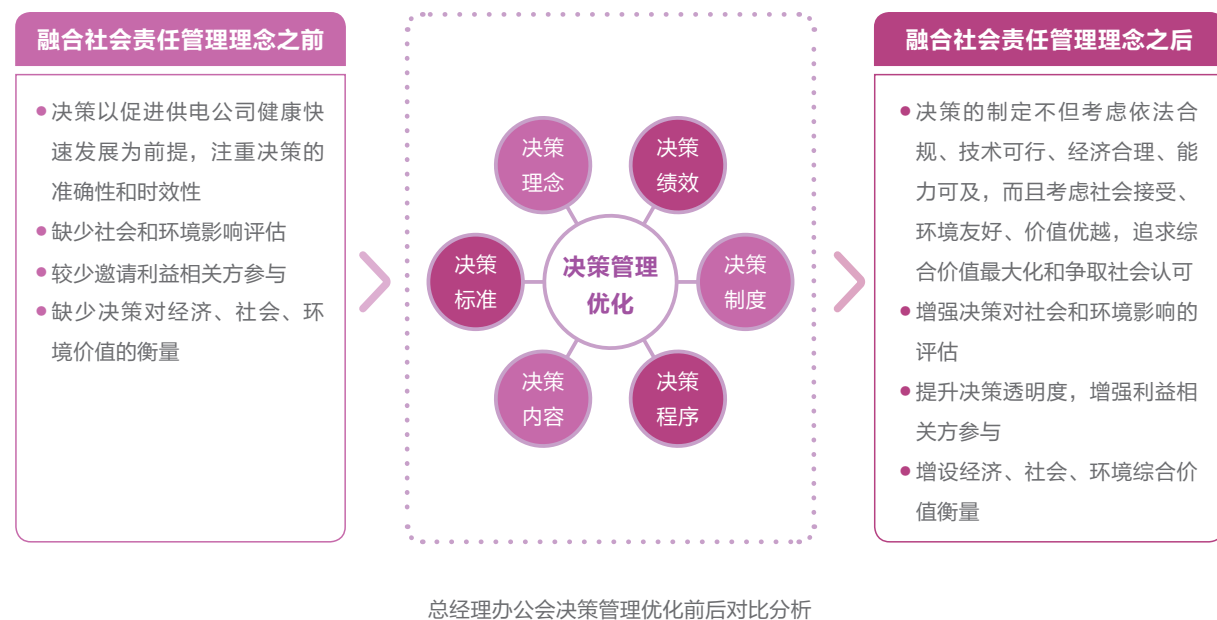 融合社会责任管理理念之前
●决策以促进供电公司健康快
速发展为前提，注重决策的
准确性和时效性
●缺少社会和环境影响评估
●较少邀请利益相关方参与
●缺少决策对经济、社会、环
境价值的衡量
决策
理念
决策
绩效
决策
标准
决策管理
优化
决策
制度
决策
内容
决策
程序
融合社会责任管理理念之后
●决策的制定不但考虑依法合
规、技术可行、经济合理、能
力可及，而且考虑社会接受、
环境友好、价值优越，追求综
合价值最大化和争取社会认可
●增强决策对社会和环境影响的
评估
●提升决策透明度，增强利益相
关方参与
●增设经济、社会、环境综合价
值衡量
总经理办公会决策管理优化前后对比分析